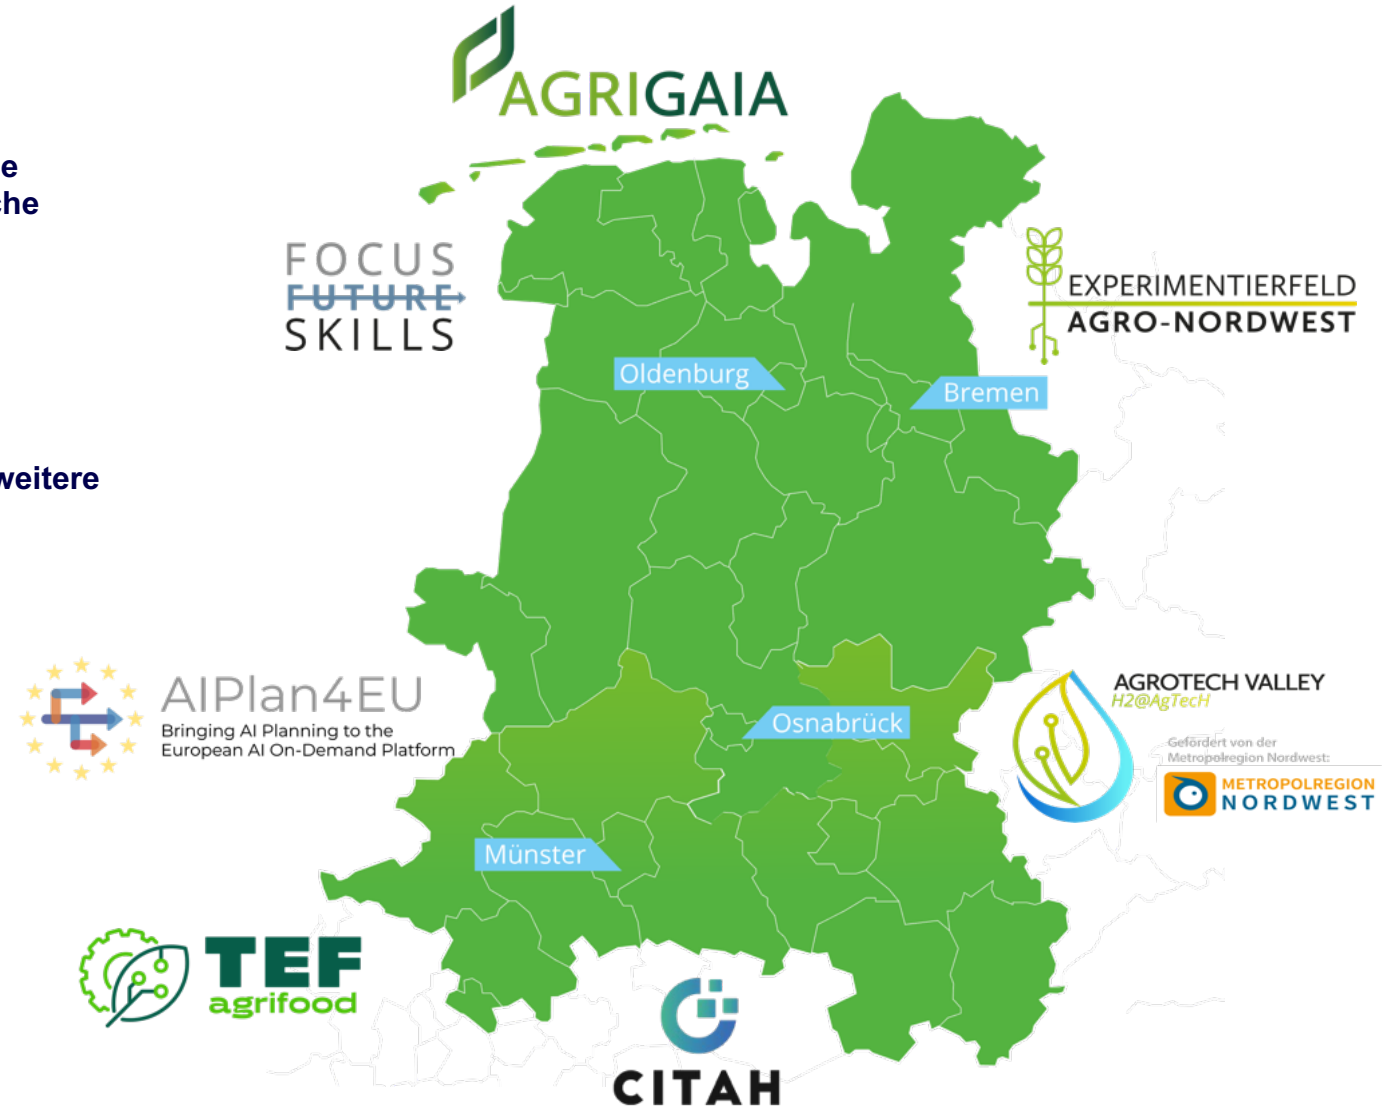 AGRIGAIA
e
che
FOCUS
FUTURE
SKILLS
EXPERIMENTIERFELD
AGRO-NORDWEST
Oldenburg
Bremen
weitere
AIPlan4EU
Bringing AI Planning to the
European AI On-Demand Platform
Osnabrück
AGROTECH VALLEY
H2@AgTecH
Gefördert von der
Metropolregion Nordwest:
METROPOLREGION
NORDWEST
Münster
TEF
agrifood
CITAH